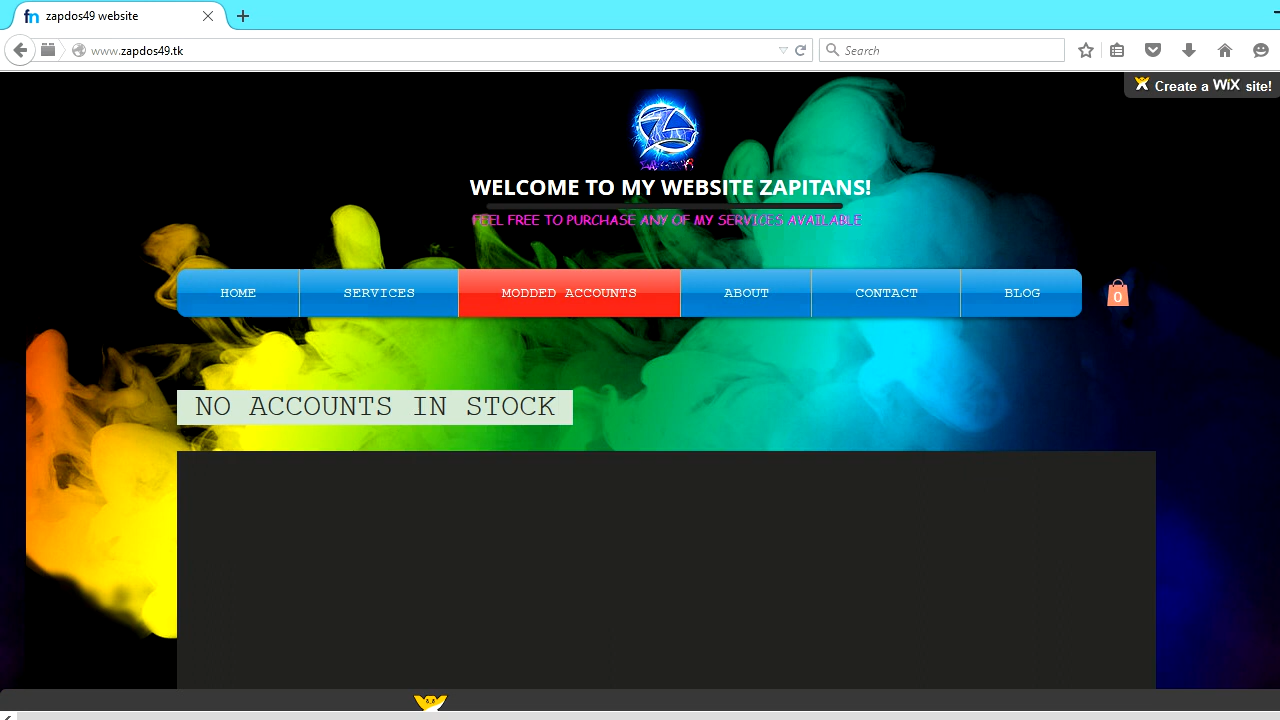 fn zapdos49 website
www.zapdos49.tk
Search
Create a WiX site!
WELCOME TO MY WEBSITE ZAPITANS!
FEEL FREE TO PURCHASE ANY OF MY SERVICES AVAILABLE
HOME SERVICES MODDED ACCOUNTS ABOUT CONTACT BLOG
0
NO ACCOUNTS IN STOCK